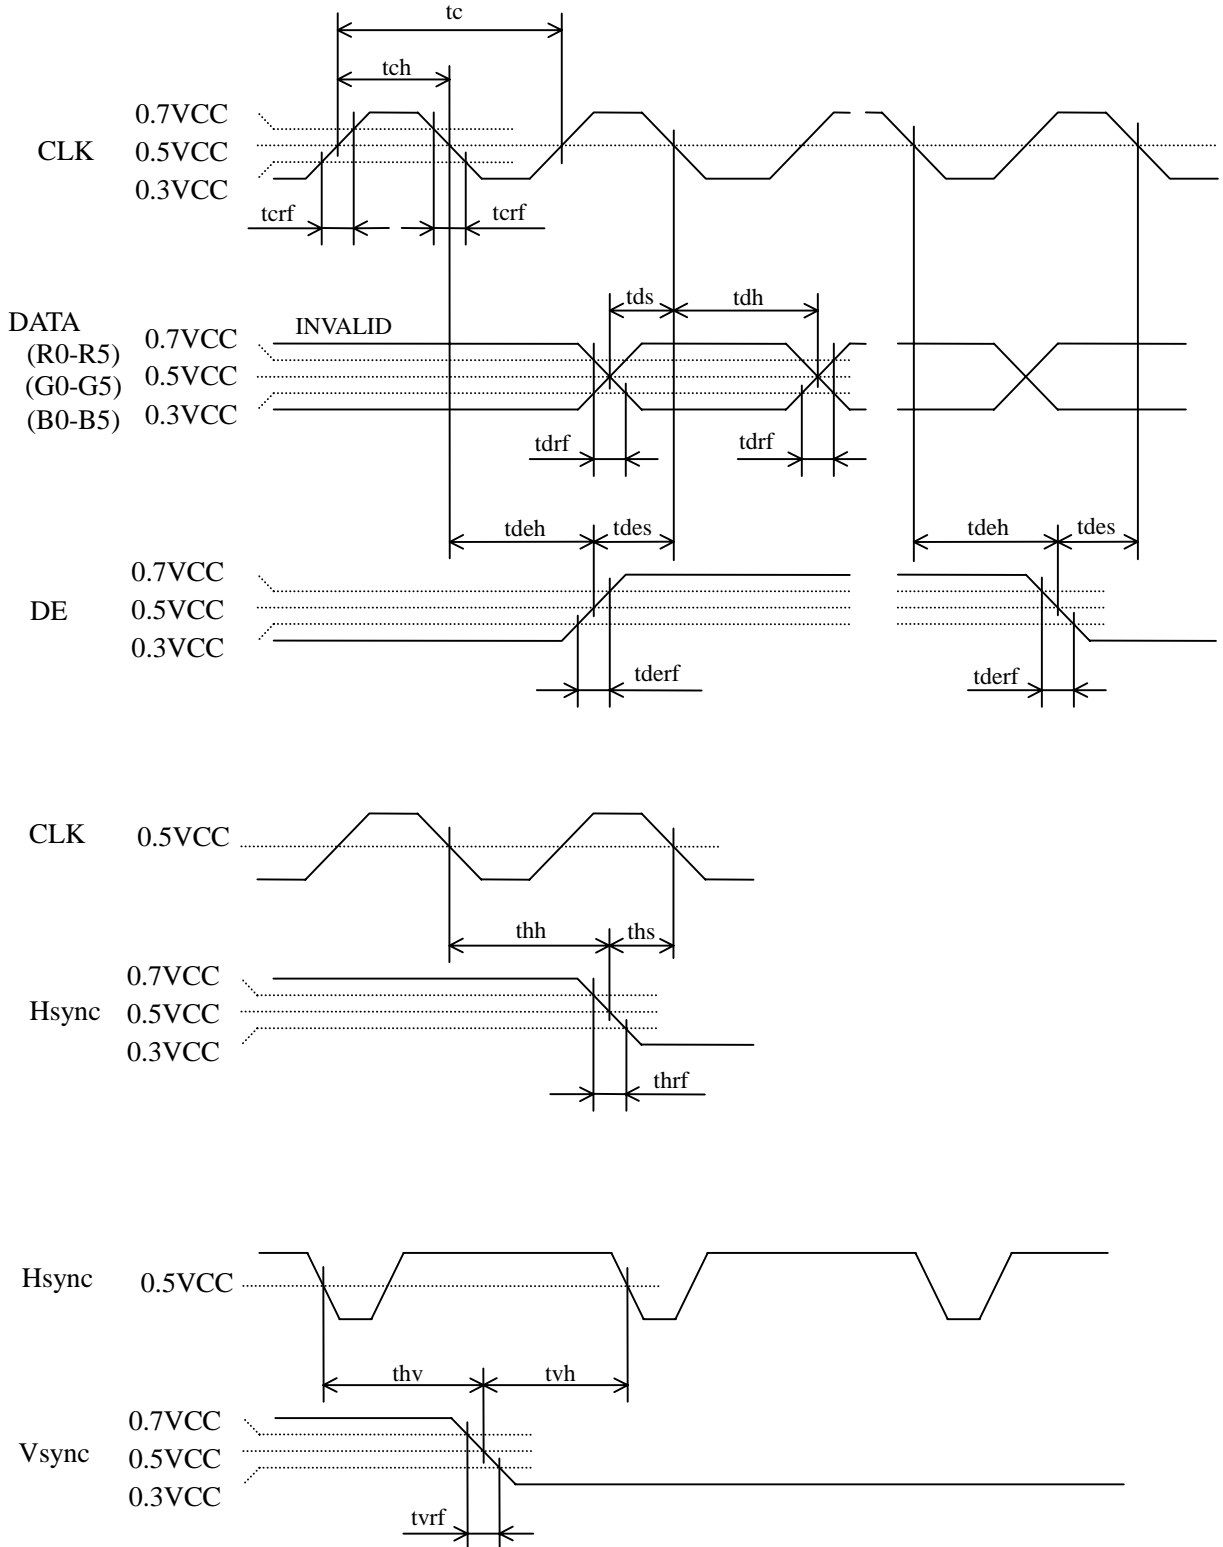 tc
tch
0.7VCC
CLK
0.5VCC
0.3VCC
tcrf
tcrf
tds
tdh
DATA
INVALID
0.7VCC
(R0-R5)
0.5VCC
(G0-G5)
0.3VCC
(B0-B5)
tdrf
tdrf
tdeh
tdes
tdeh
tdes
0.7VCC
DE
0.5VCC
0.3VCC
tderf
tderf
CLK
0.5VCC
thh
ths
0.7VCC
Hsync
0.5VCC
0.3VCC
thrf
Hsync
0.5VCC
thv
tvh
0.7VCC
Vsync
0.5VCC
0.3VCC
tvrf